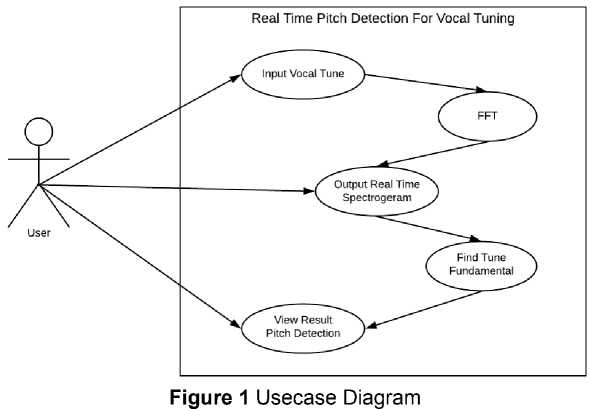 Real Time Pitch Detection For Vocal Tuning
Input Vocal Tune
FFT
Output Real Time
Spectrogeram
User
Find Tune
Fundamental
View Result
Pitch Detection
Figure 1 Usecase Diagram